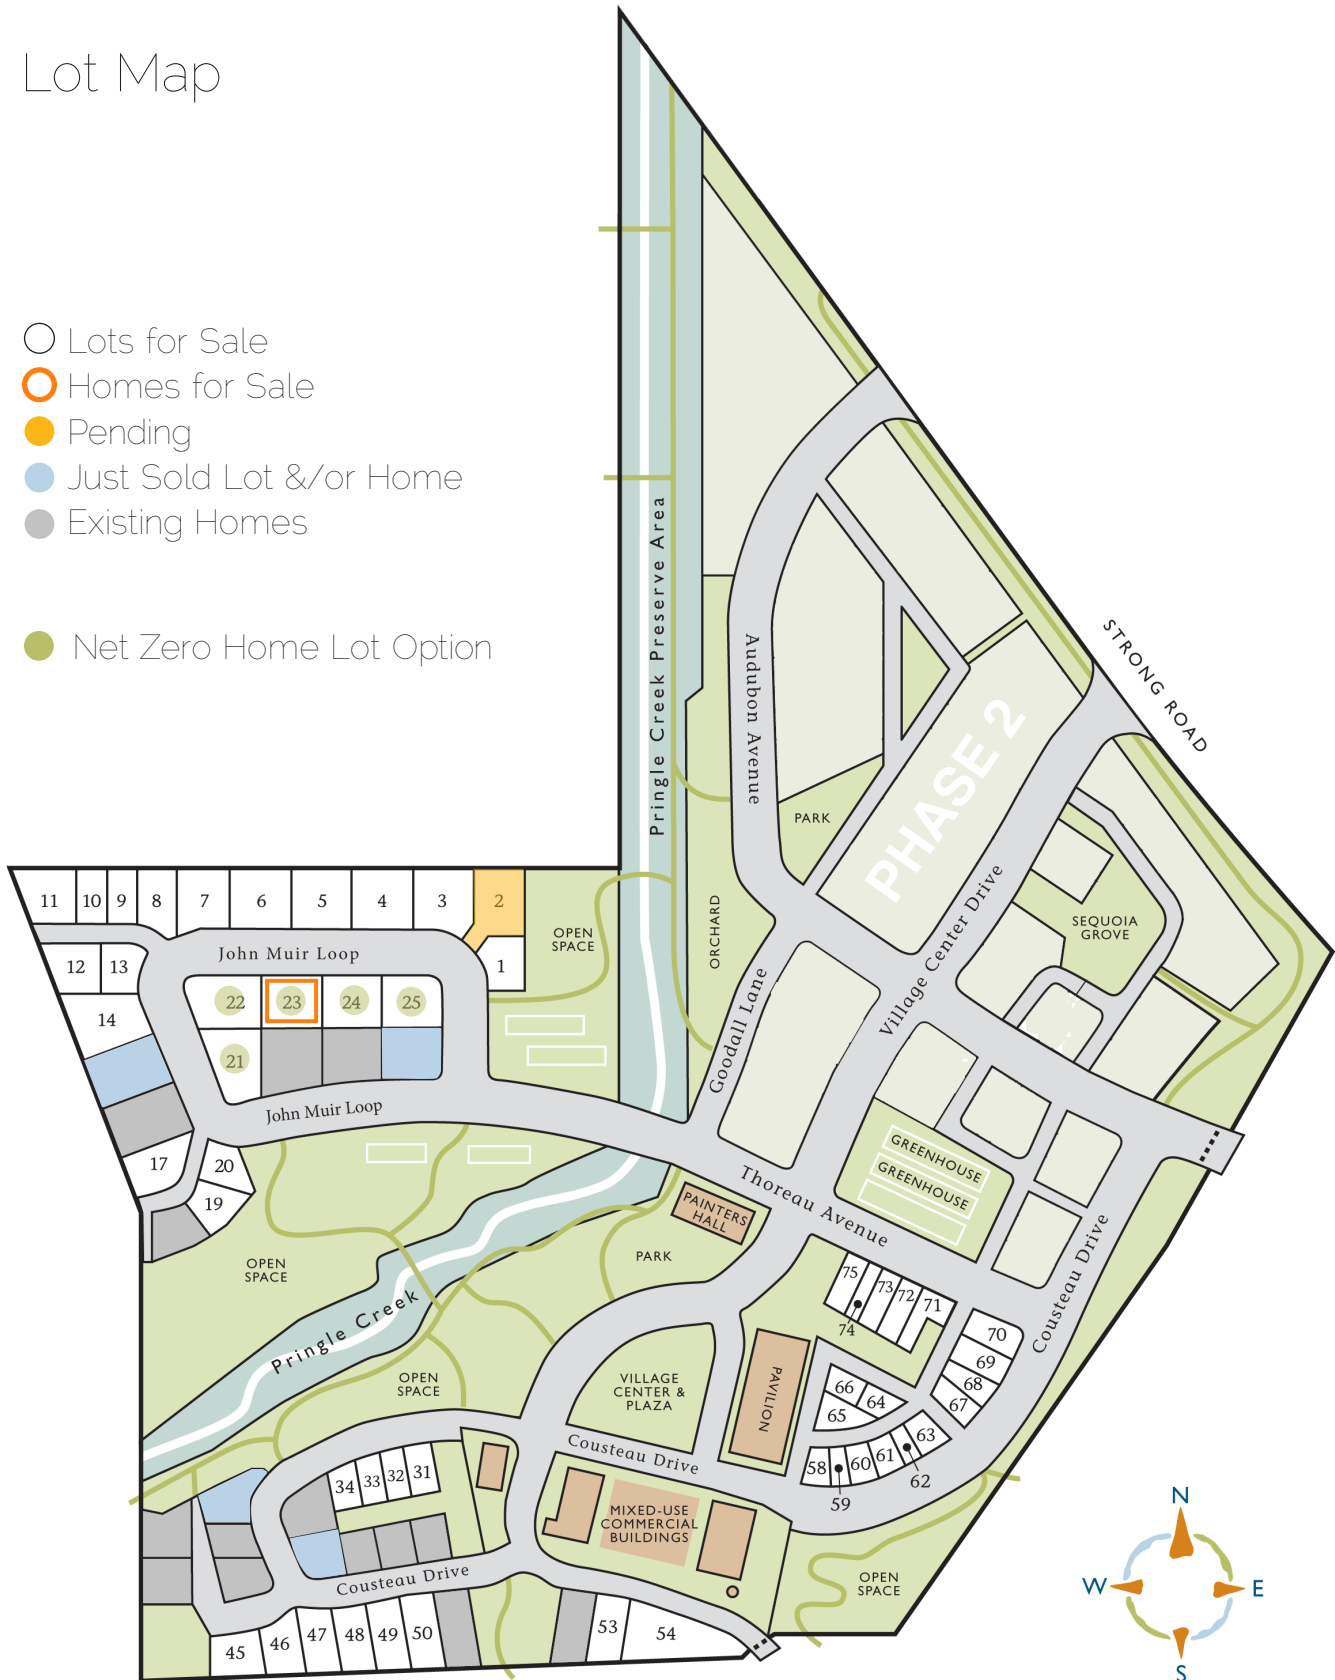 Lot Map
Lots for Sale
Homes for Sale
Pending
Just Sold Lot &/or Home
Existing Homes
Net Zero Home Lot Option
Pringle Creek Preserve Area
Audubon Avenue
STRONG ROAD
PHASE 2
PARK
ORCHARD
Village Center Drive
SEQUOIA
GROVE
Goodall Lane
11
10
9
8
7
6
5
4
3
2
1
OPEN
SPACE
John Muir Loop
12
13
14
22
23
24
25
21
John Muir Loop
17
20
19
OPEN
SPACE
GREENHOUSE
GREENHOUSE
Thoreau Avenue
PAINTERS
HALL
PARK
Cousteau Drive
Pringle Creek
75
73
72
71
74
70
69
68
67
66
64
65
63
58
60
61
62
59
PAVILION
VILLAGE
CENTER &
PLAZA
OPEN
SPACE
Cousteau Drive
34
33
32
31
MIXED-USE
COMMERCIAL
BUILDINGS
Cousteau Drive
OPEN
SPACE
45
46
47
48
49
50
53
54
N
W
E
S